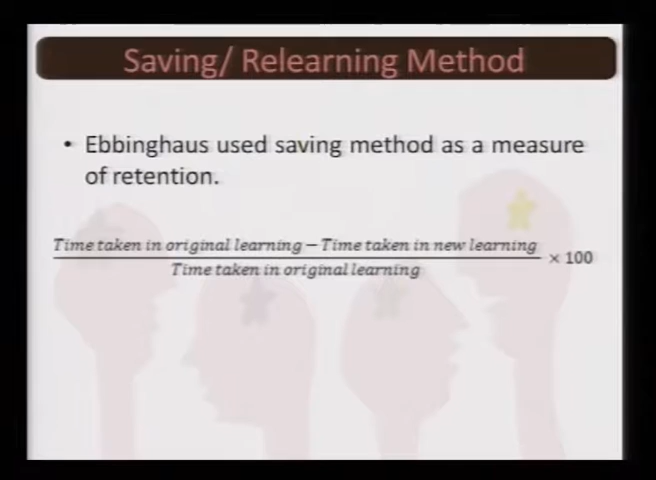 Saving/ Relearning Method
• Ebbinghaus used saving method as a measure
of retention.
Time taken in original learning − Time taken in new learning
Time taken in original learning
× 100